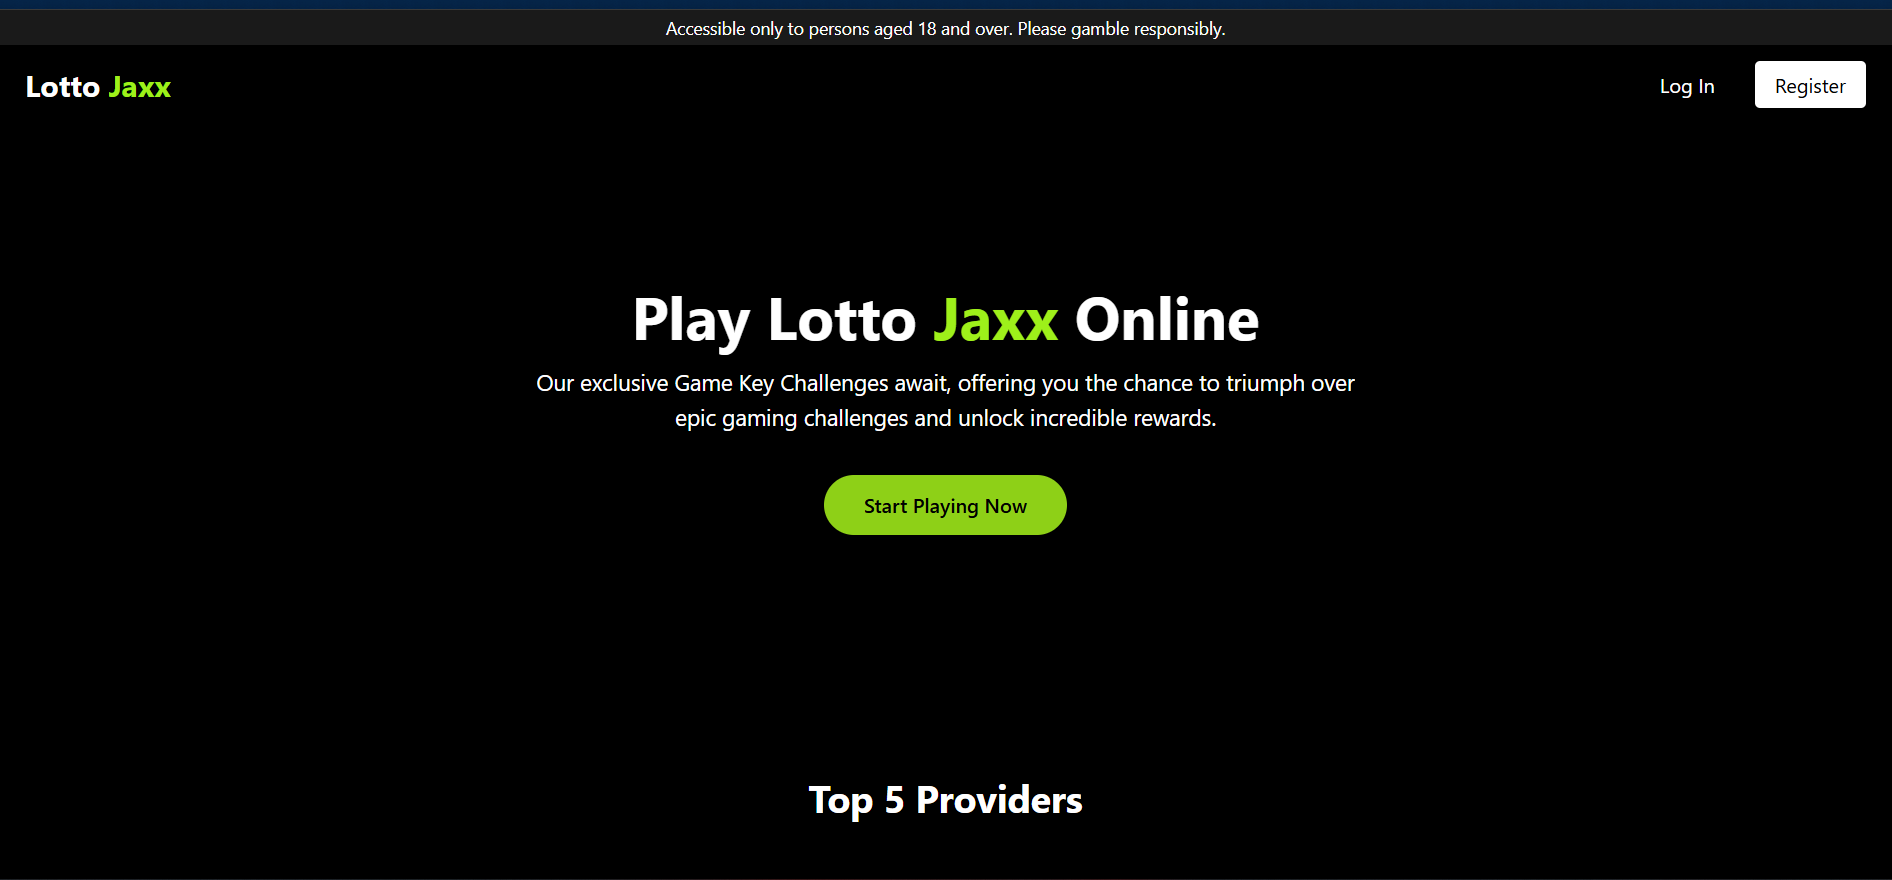 Accessible only to persons aged 18 and over. Please gamble responsibly.
Lotto Jaxx
Log In
Register
Play Lotto Jaxx Online
Our exclusive Game Key Challenges await, offering you the chance to triumph over
epic gaming challenges and unlock incredible rewards.
Start Playing Now
Top 5 Providers